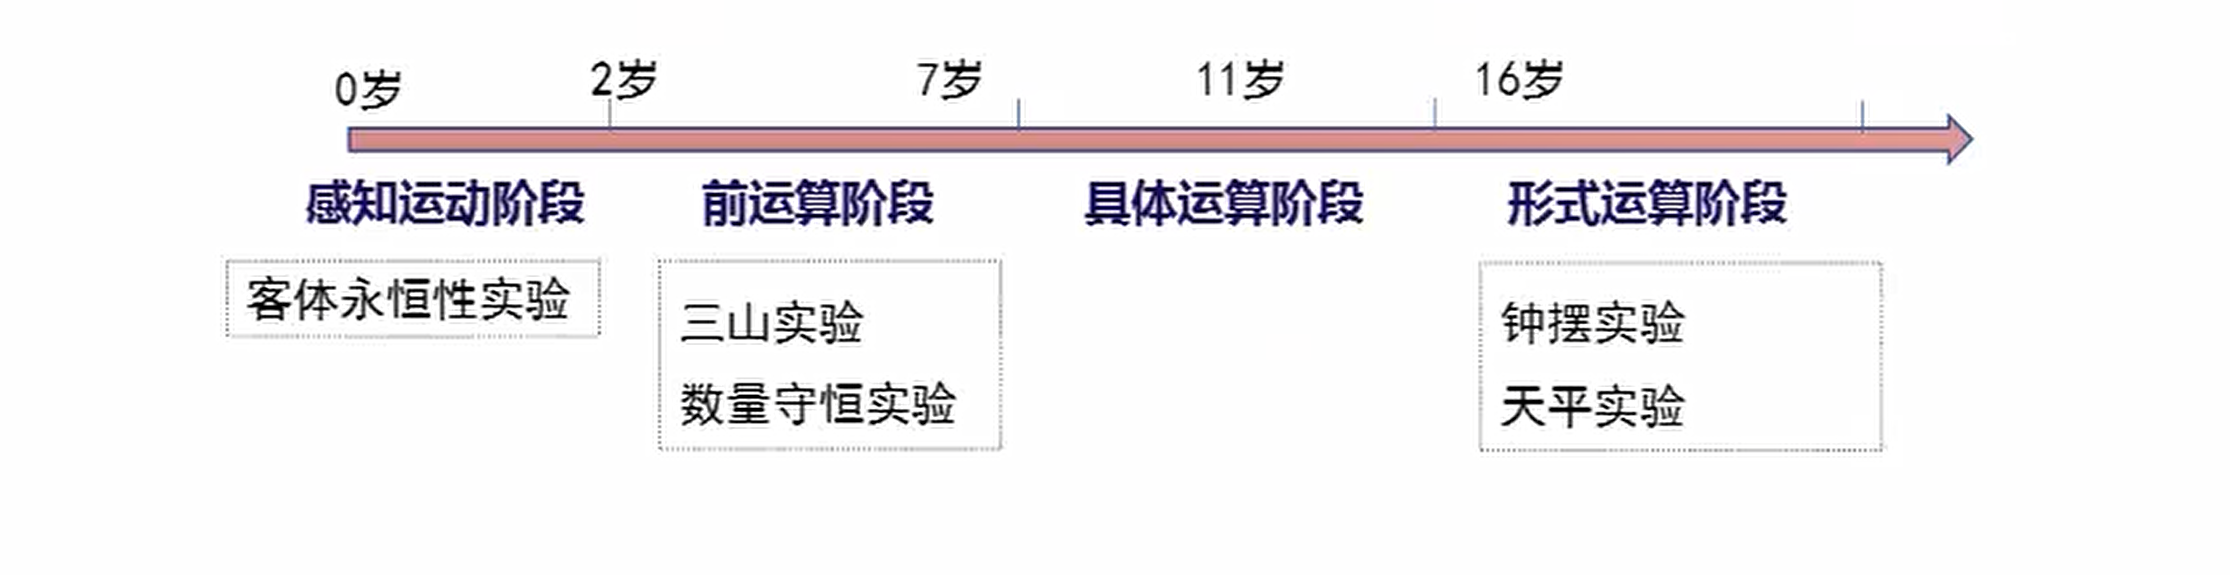 0岁 2岁 7岁 11岁 16岁
感知运动阶段 前运算阶段 具体运算阶段 形式运算阶段
客体永恒性实验
三山实验
数量守恒实验
钟摆实验
天平实验